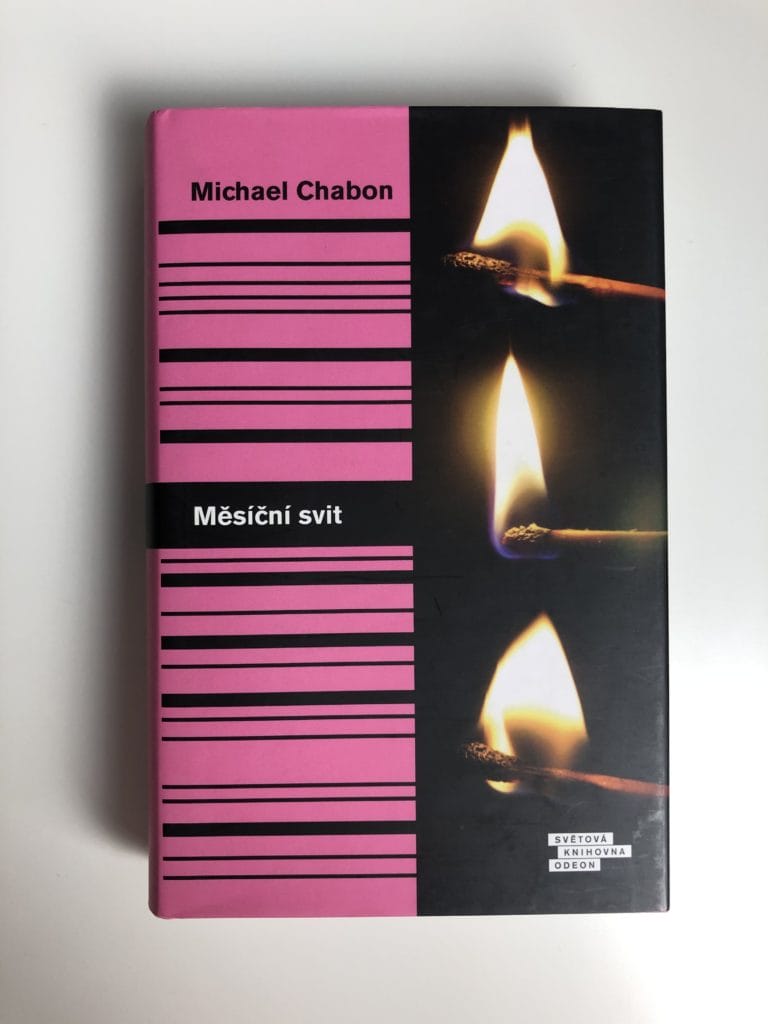 Michael Chabon
Měsíční svit
SVĚTOVÁ
KNIHOVNA
ODEON